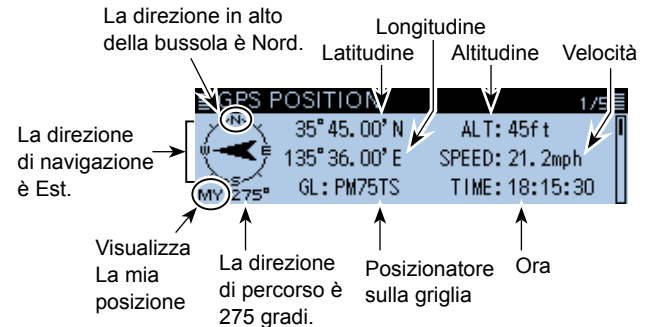 La direzione in alto
della bussola è Nord.
Longitudine
Latitudine
Altitudine
Velocità
GPS POSITION
1/5
N
W
E
S
35°45.00'N
ALT: 45ft
135°36.00'E
SPEED: 21.2mph
MY
275°
GL: PM75TS
TIME: 18:15:30
La direzione
di navigazione
è Est.
Visualizza
La mia
posizione
La direzione
di percorso è
275 gradi.
Posizionatore
sulla griglia
Ora